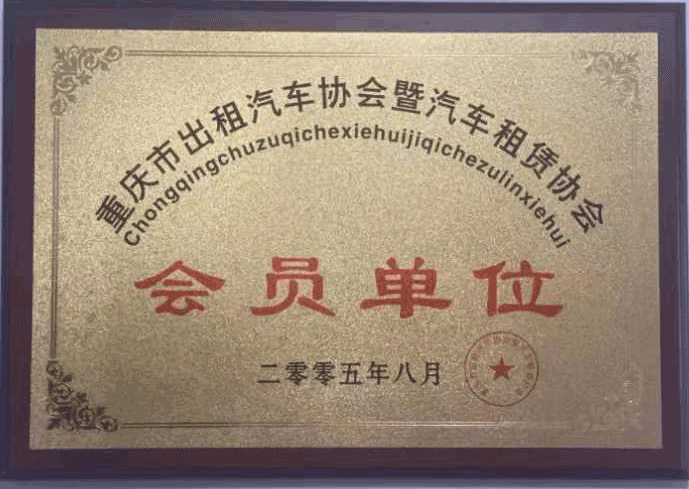 重庆市出租汽车协会暨汽车租赁协会
Chongqingchuzuqichexiehuijiqichezulinxiehui
会员单位
二零零五年八月